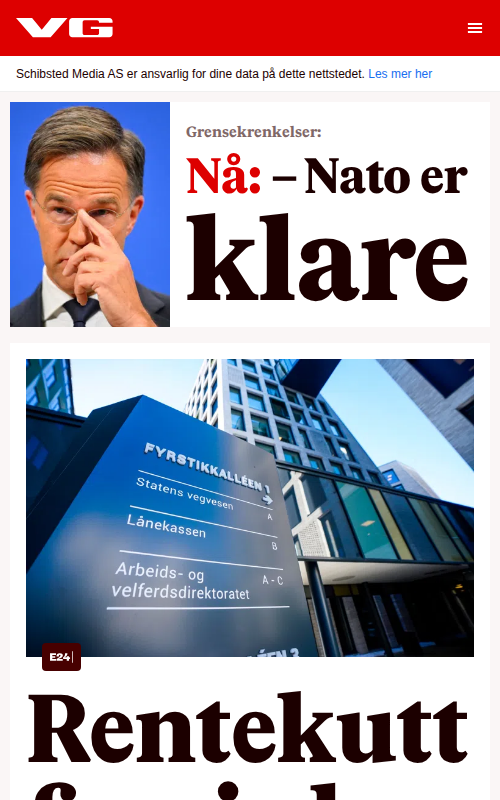 VG
Schibsted Media AS er ansvarlig for dine data på dette nettstedet. Les mer her
Grensekrenkelser:
Nå: – Nato er
klare
FYRSTIKKALLÉEN 1
Statens vegvesen
A
Lånekassen
B
Arbeids- og
velferdsdirektoratet
A - C
E24
Rentekutt